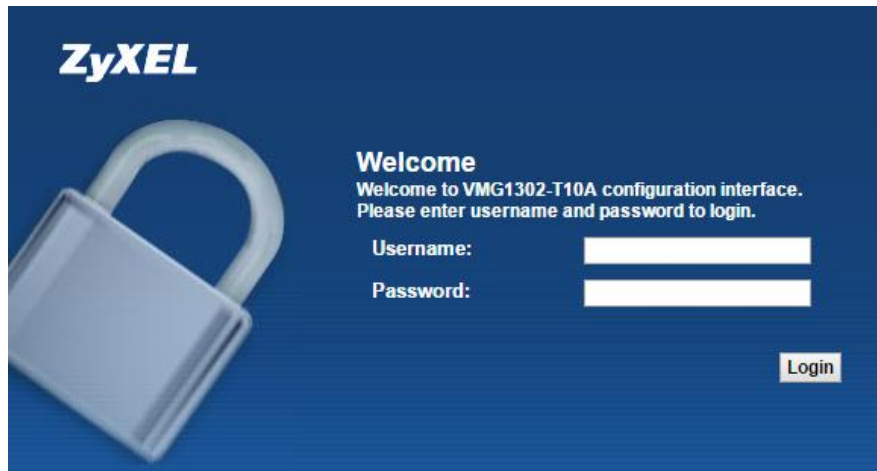 ZyXEL
Welcome
Welcome to VMG1302-T10A configuration interface.
Please enter username and password to login.
Username:
Password:
Login